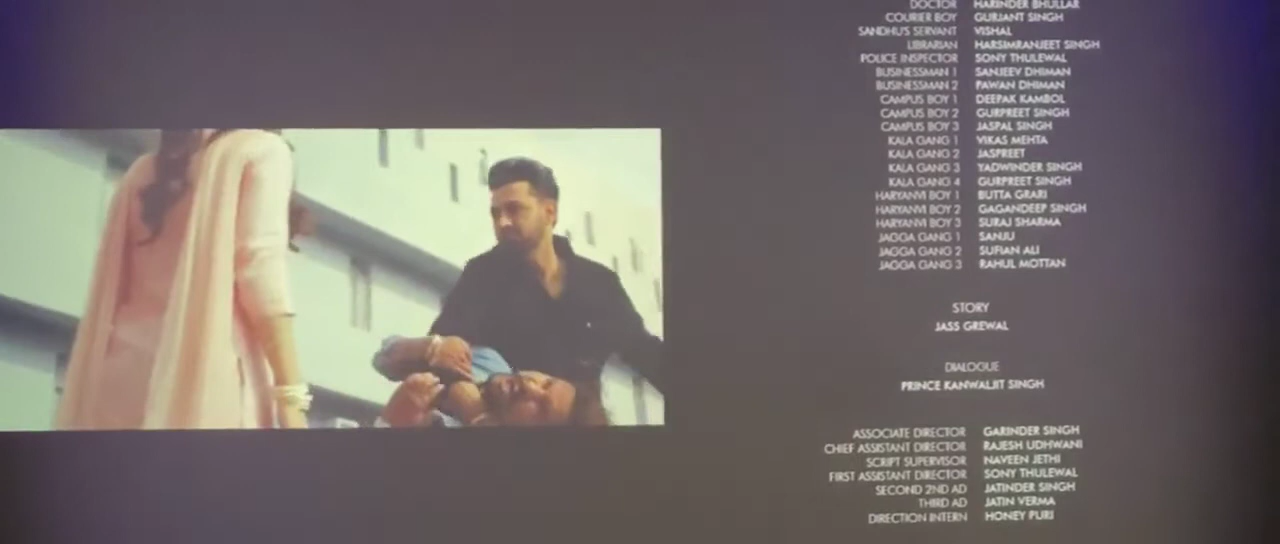 DOCTOR HARINDER BHULLAR
COURIER BOY GURJANT SINGH
SANDHU'S SERVANT VISHAL
LIBRARIAN HARSIMRANJEET SINGH
POLICE INSPECTOR SONY THULEWAL
BUSINESSMAN 1 SANJEEV DHIMAN
BUSINESSMAN 2 PAWAN DHIMAN
CAMPUS BOY 1 DEEPAK KAMBOL
CAMPUS BOY 2 GURPREET SINGH
CAMPUS BOY 3 JASPAL SINGH
KALA GANG 1 VIKAS MEHTA
KALA GANG 2 JASPREET
KALA GANG 3 YADWINDER SINGH
KALA GANG 4 GURPREET SINGH
HARYANVI BOY 1 BUTTA GRARI
HARYANVI BOY 2 GAGANDEEP SINGH
HARYANVI BOY 3 SURAJ SHARMA
JAGGA GANG 1 SANJU
JAGGA GANG 2 SUFIAN ALI
JAGGA GANG 3 RAHUL MOTTAN
STORY
JASS GREWAL
DIALOGUE
PRINCE KANWALJIT SINGH
ASSOCIATE DIRECTOR GARINDER SINGH
CHIEF ASSISTANT DIRECTOR RAJESH UDHWANI
SCRIPT SUPERVISOR NAVEEN JETHI
FIRST ASSISTANT DIRECTOR SONY THULEWAL
SECOND 2ND AD JATINDER SINGH
THIRD AD JATIN VERMA
DIRECTION INTERN HONEY PURI